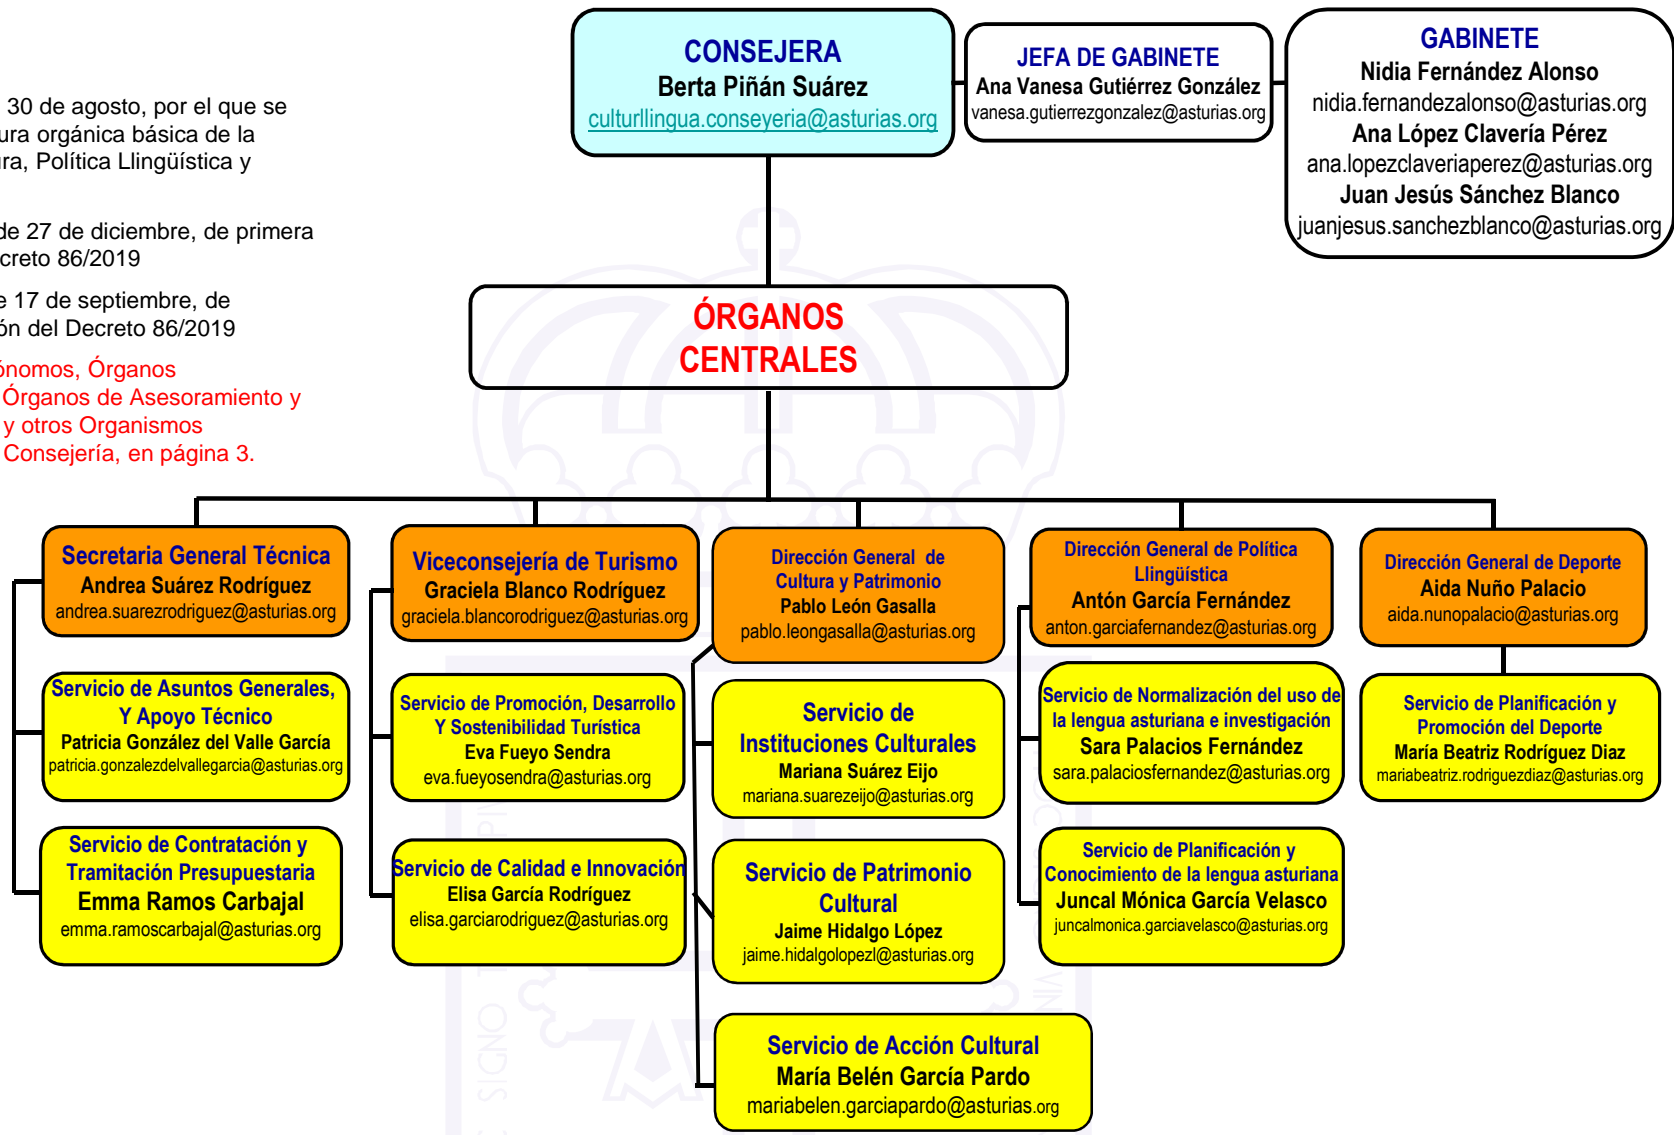 CONSEJERA
Berta Piñán Suárez
culturllingua.conseyeria@asturias.org
JEFA DE GABINETE
Ana Vanesa Gutiérrez González
vanesa.gutierrezgonzalez@asturias.org
GABINETE
Nidia Fernández Alonso
nidia.fernandezalonso@asturias.org
Ana López Clavería Pérez
ana.lopezclaveriaperez@asturias.org
Juan Jesús Sánchez Blanco
juanjesus.sanchezblanco@asturias.org
30 de agosto, por el que se
ura orgánica básica de la
ura, Política Llingüística y
de 27 de diciembre, de primera
creto 86/2019
e 17 de septiembre, de
ón del Decreto 86/2019
ónomos, Órganos
Órganos de Asesoramiento y
y otros Organismos
Consejería, en página 3.
ÓRGANOS
CENTRALES
Secretaria General Técnica
Andrea Suárez Rodríguez
andrea.suarezrodriguez@asturias.org
Servicio de Asuntos Generales,
Y Apoyo Técnico
Patricia González del Valle García
patricia.gonzalezdelvallegarcia@asturias.org
Servicio de Contratación y
Tramitación Presupuestaria
Emma Ramos Carbajal
emma.ramoscarbajal@asturias.org
Viceconsejería de Turismo
Graciela Blanco Rodríguez
graciela.blancorodriguez@asturias.org
Servicio de Promoción, Desarrollo
Y Sostenibilidad Turística
Eva Fueyo Sendra
eva.fueyosendra@asturias.org
Servicio de Calidad e Innovación
Elisa García Rodríguez
elisa.garciarodriguez@asturias.org
Dirección General de
Cultura y Patrimonio
Pablo León Gasalla
pablo.leongasalla@asturias.org
Servicio de
Instituciones Culturales
Mariana Suárez Eijo
mariana.suarezeijo@asturias.org
Servicio de Patrimonio
Cultural
Jaime Hidalgo López
jaime.hidalgolopezl@asturias.org
Servicio de Acción Cultural
María Belén García Pardo
mariabelen.garciapardo@asturias.org
Dirección General de Política
Llingüística
Antón García Fernández
anton.garciafernandez@asturias.org
Servicio de Normalización del uso de
la lengua asturiana e investigación
Sara Palacios Fernández
sara.palaciosfernandez@asturias.org
Servicio de Planificación y
Conocimiento de la lengua asturiana
Juncal Mónica García Velasco
juncalmonica.garciavelasco@asturias.org
Dirección General de Deporte
Aida Nuño Palacio
aida.nunopalacio@asturias.org
Servicio de Planificación y
Promoción del Deporte
María Beatriz Rodríguez Diaz
mariabeatriz.rodriguezdiaz@asturias.org
SIGNO